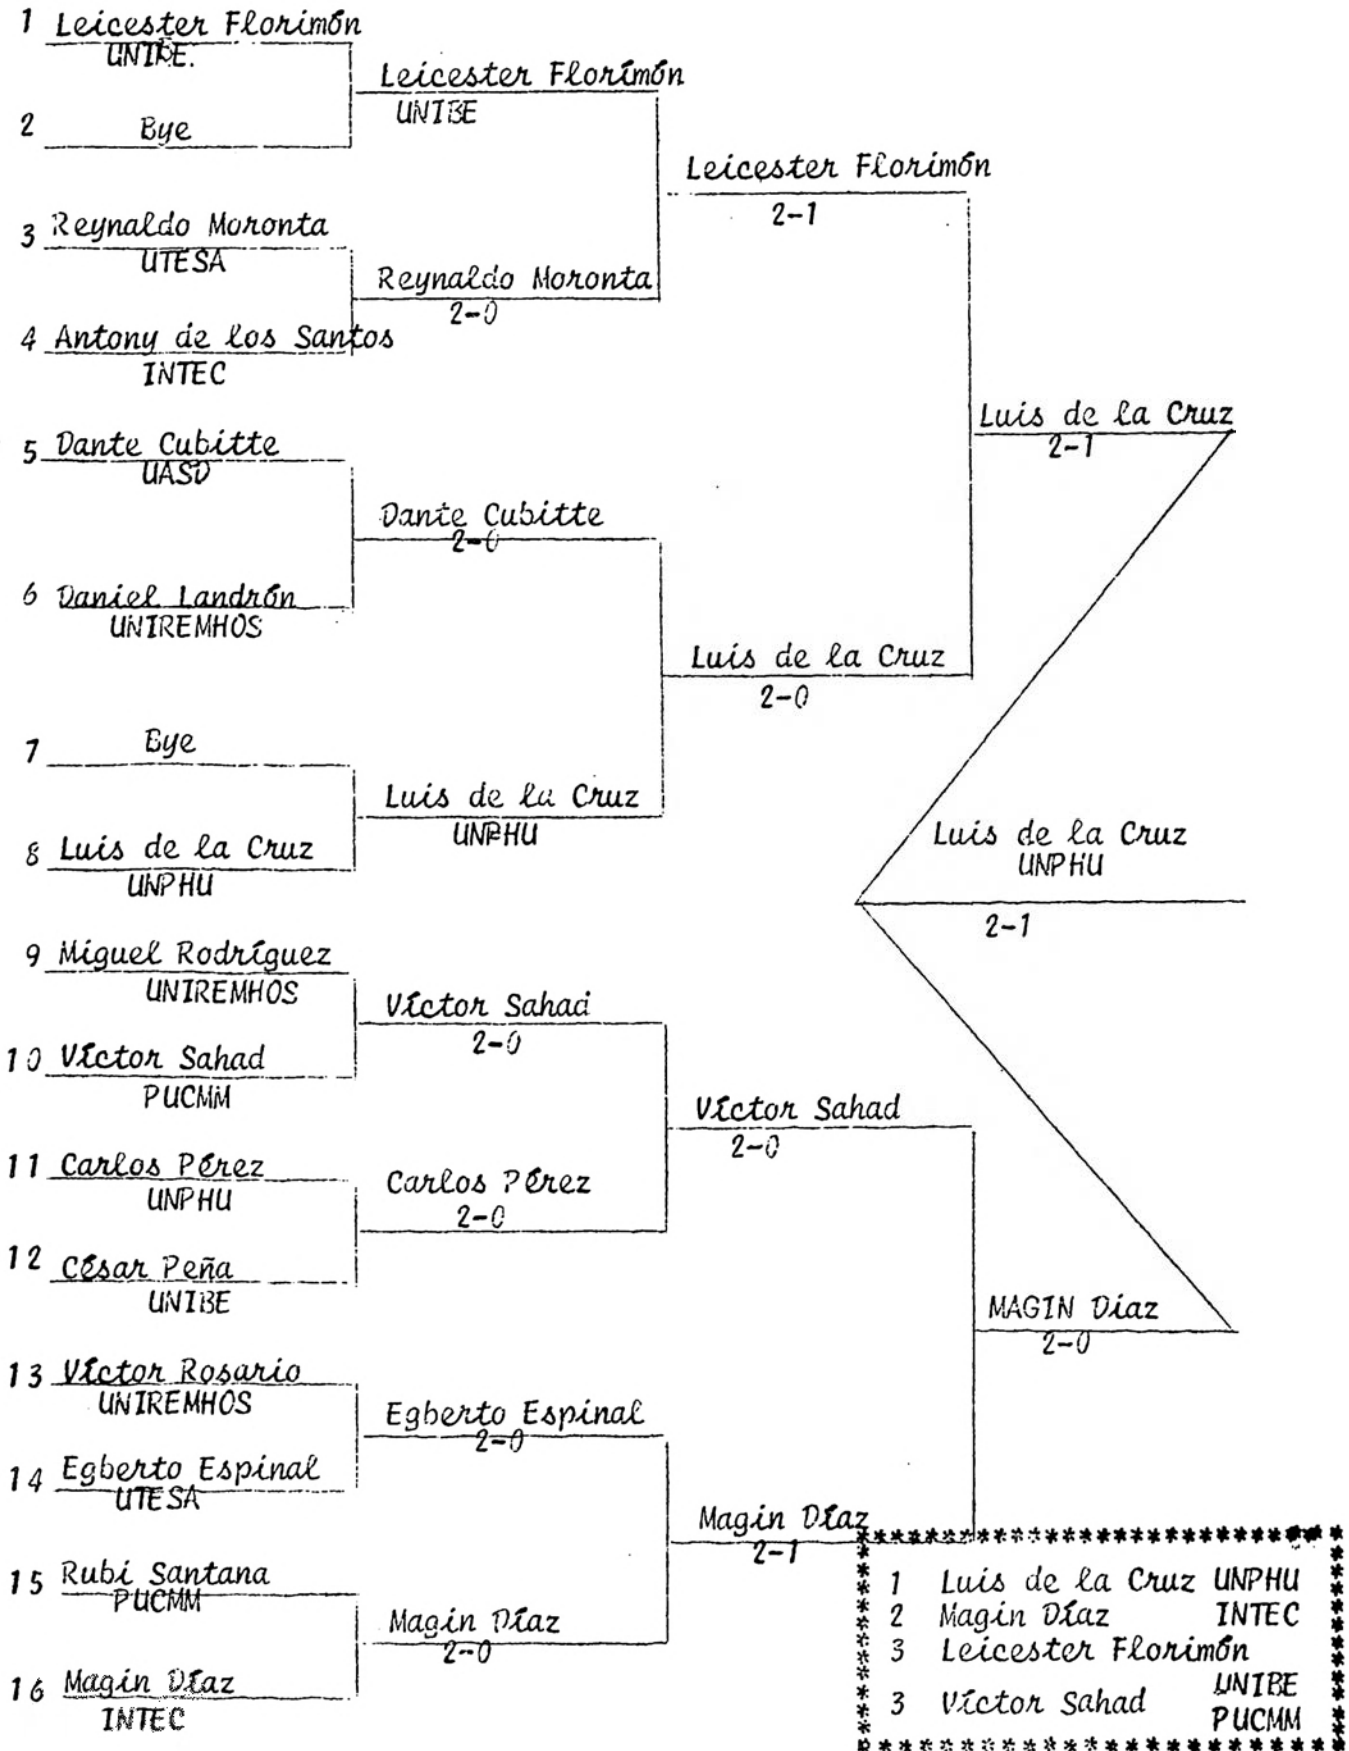 1 Leicester Florimón
UNIBE.
2 Bye
3 Reynaldo Moronta
UTESA
4 Antony de los Santos
INTEC
5 Dante Cubitte
UASD
6 Daniel Landrón
UNIREMHOS
7 Bye
8 Luis de la Cruz
UNPHU
9 Miguel Rodríguez
UNIREMHOS
10 Víctor Sahad
PUCMM
11 Carlos Pérez
UNPHU
12 César Peña
UNIBE
13 Víctor Rosario
UNIREMHOS
14 Egberto Espinal
UTESA
15 Rubi Santana
PUCMM
16 Magin Díaz
INTEC
Leicester Florímón
UNIBE
Reynaldo Moronta
2-0
Dante Cubitte
2-0
Luis de la Cruz
UNPHU
Víctor Sahad
2-0
Carlos Pérez
2-0
Egberto Espinal
2-0
Magin Díaz
2-0
Leicester Florimón
2-1
Luis de la Cruz
2-0
Víctor Sahad
2-0
Magin Díaz
2-1
Luis de la Cruz
2-1
MAGIN Díaz
2-0
Luis de la Cruz
UNPHU
2-1
1 Luis de la Cruz UNPHU
2 Magin Díaz INTEC
3 Leicester Florimón
UNIBE
3 Víctor Sahad
PUCMM